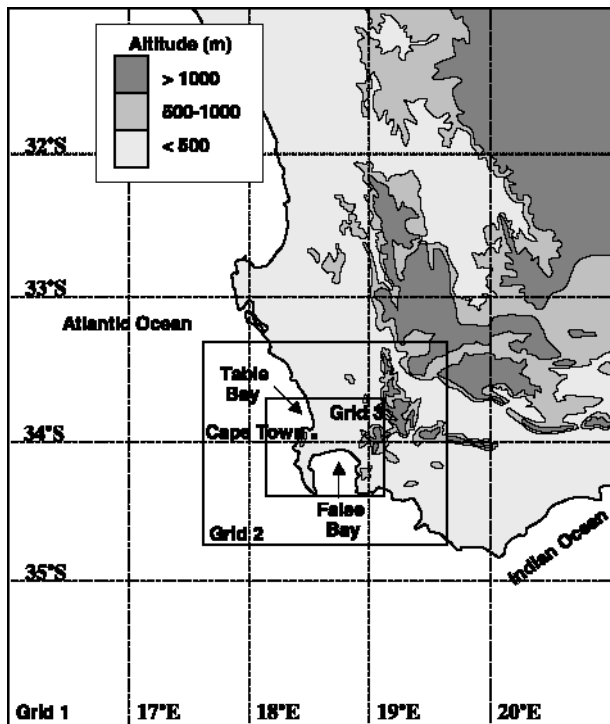 Altitude (m)
> 1000
500-1000
< 500
32°S
33°S
Atlantic Ocean
Table
Bay
Grid 3
34°S
Cape Town
False
Bay
Grid 2
Indian Ocean
35°S
Grid 1
17°E
18°E
19°E
20°E